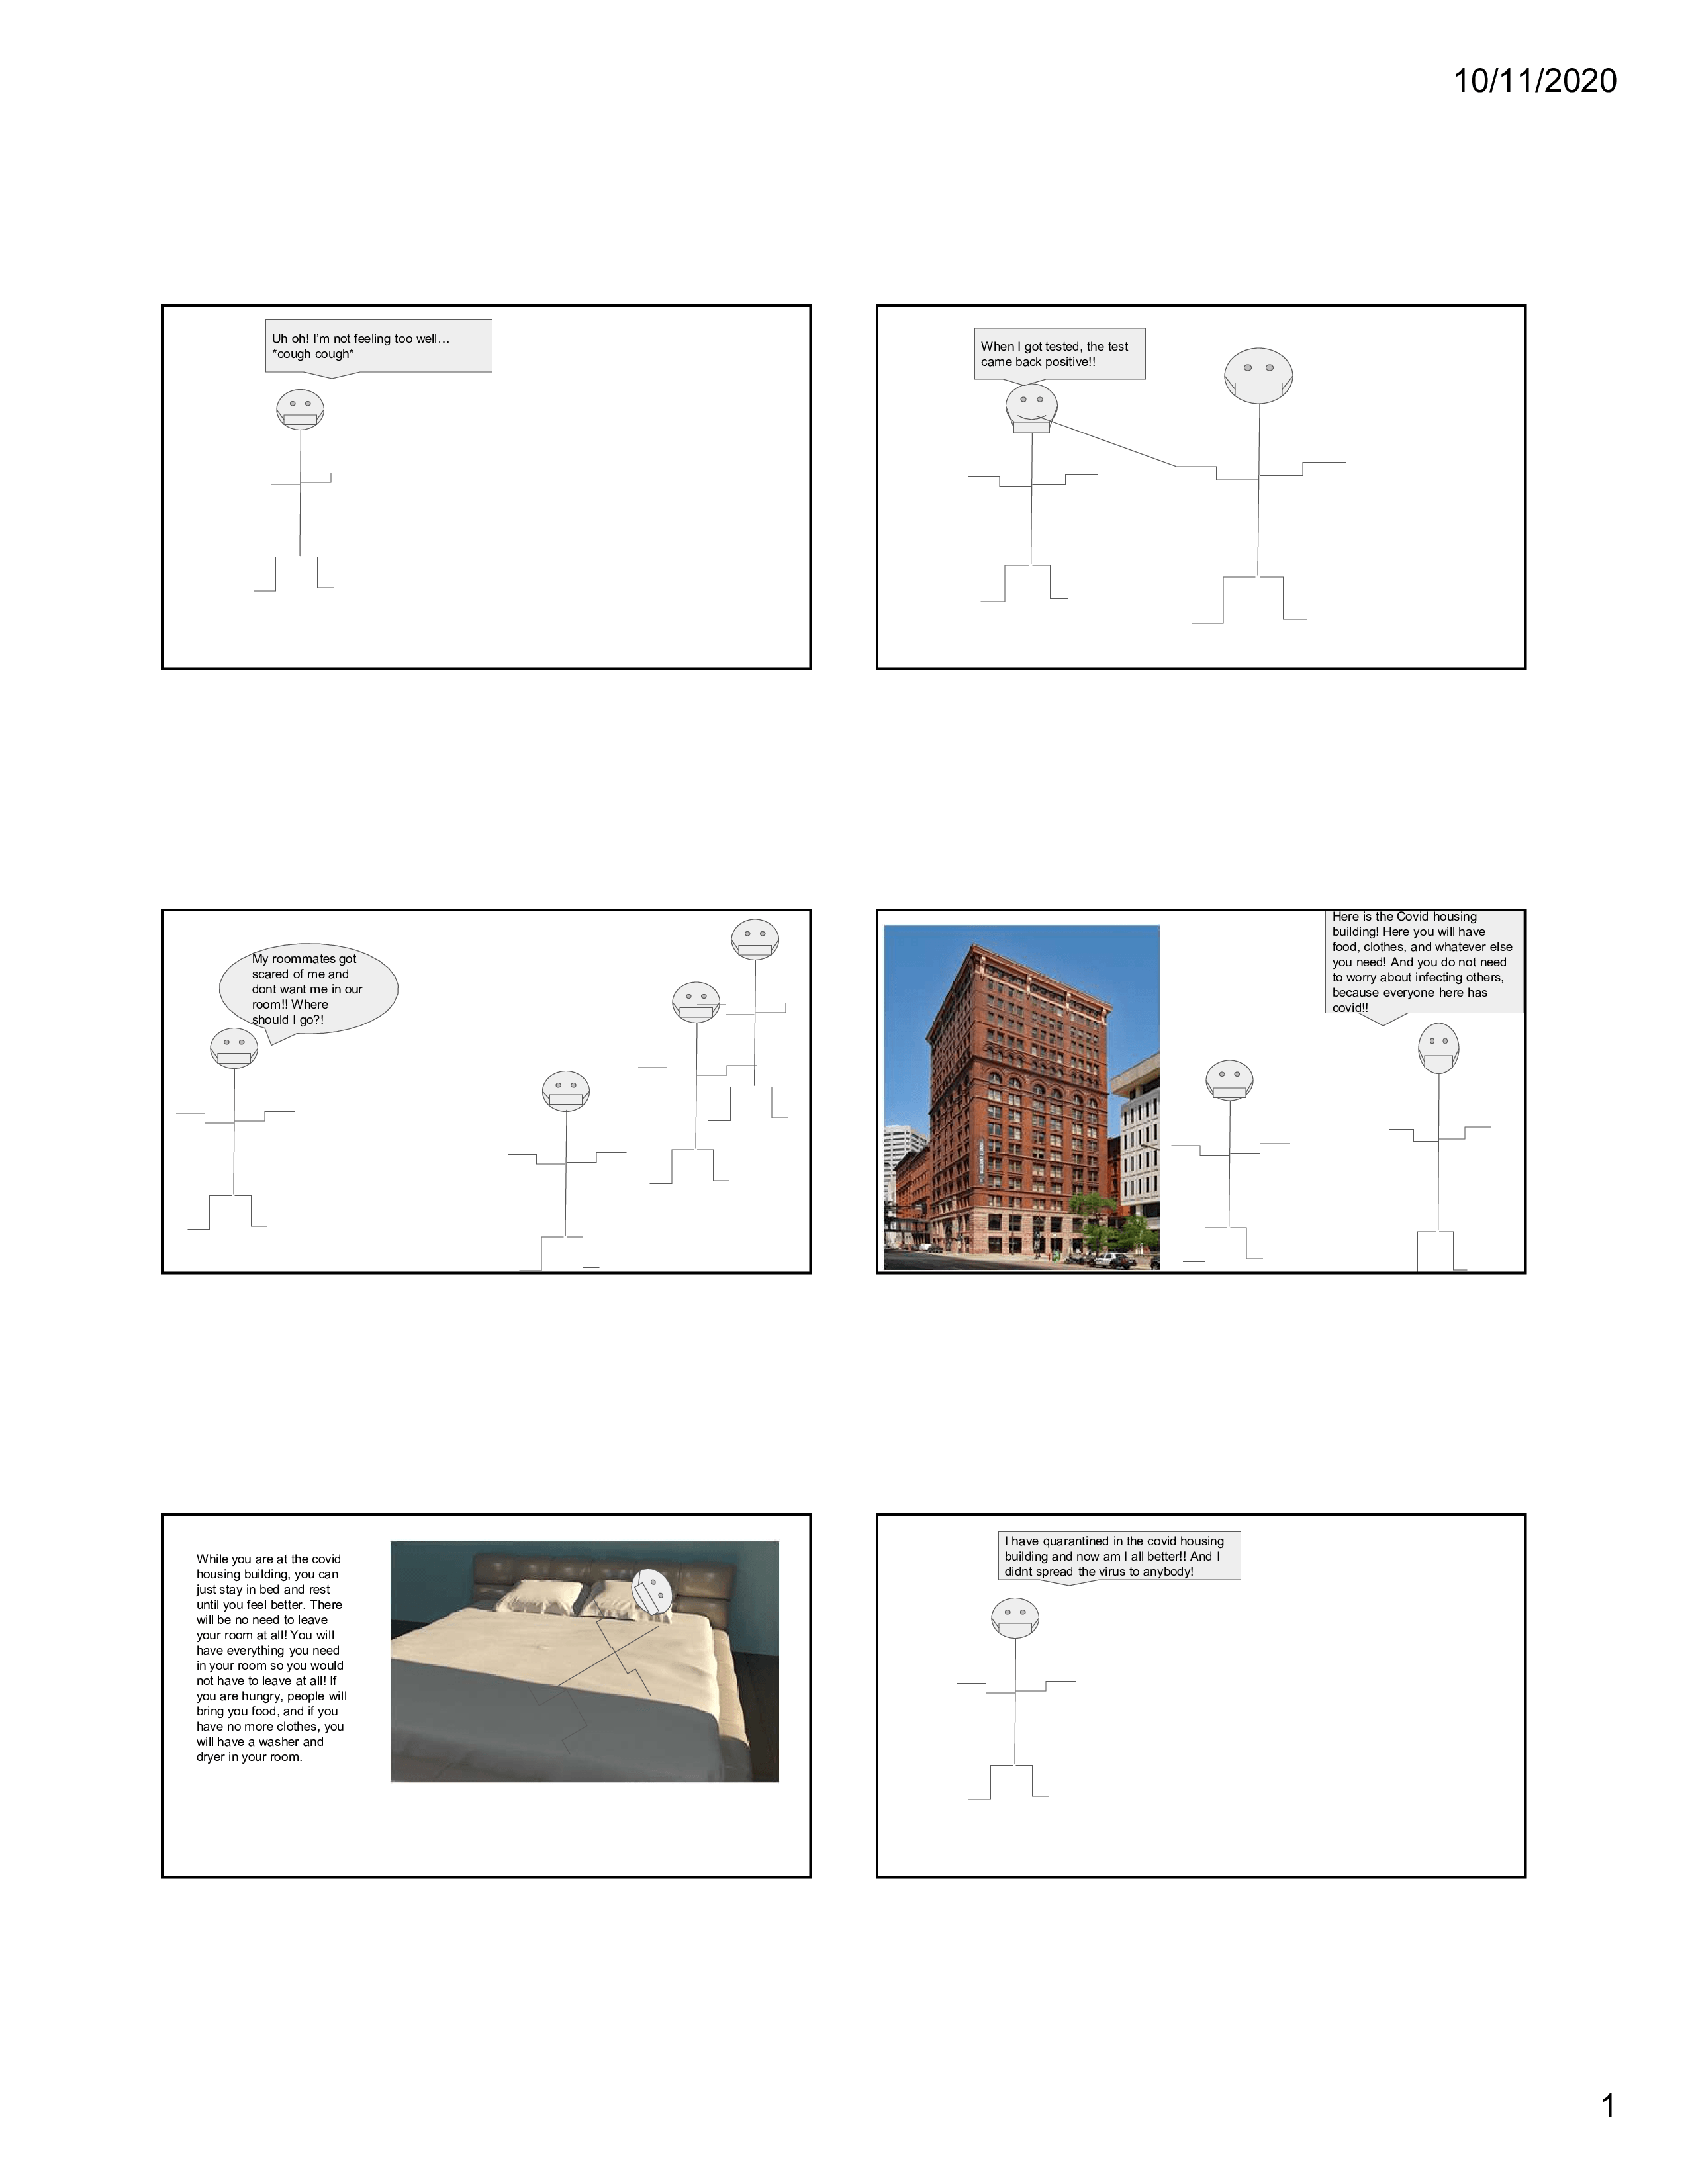 10/11/2020
Uh oh! I’m not feeling too well…
*cough cough*
When I got tested, the test
came back positive!!
My roommates got
scared of me and
dont want me in our
room!! Where
should I go?!
Here is the Covid housing
building! Here you will have
food, clothes, and whatever else
you need! And you do not need
to worry about infecting others,
because everyone here has
covid!!
While you are at the covid
housing building, you can
just stay in bed and rest
until you feel better. There
will be no need to leave
your room at all! You will
have everything you need
in your room so you would
not have to leave at all! If
you are hungry, people will
bring you food, and if you
have no more clothes, you
will have a washer and
dryer in your room.
I have quarantined in the covid housing
building and now am I all better!! And I
didnt spread the virus to anybody!
1